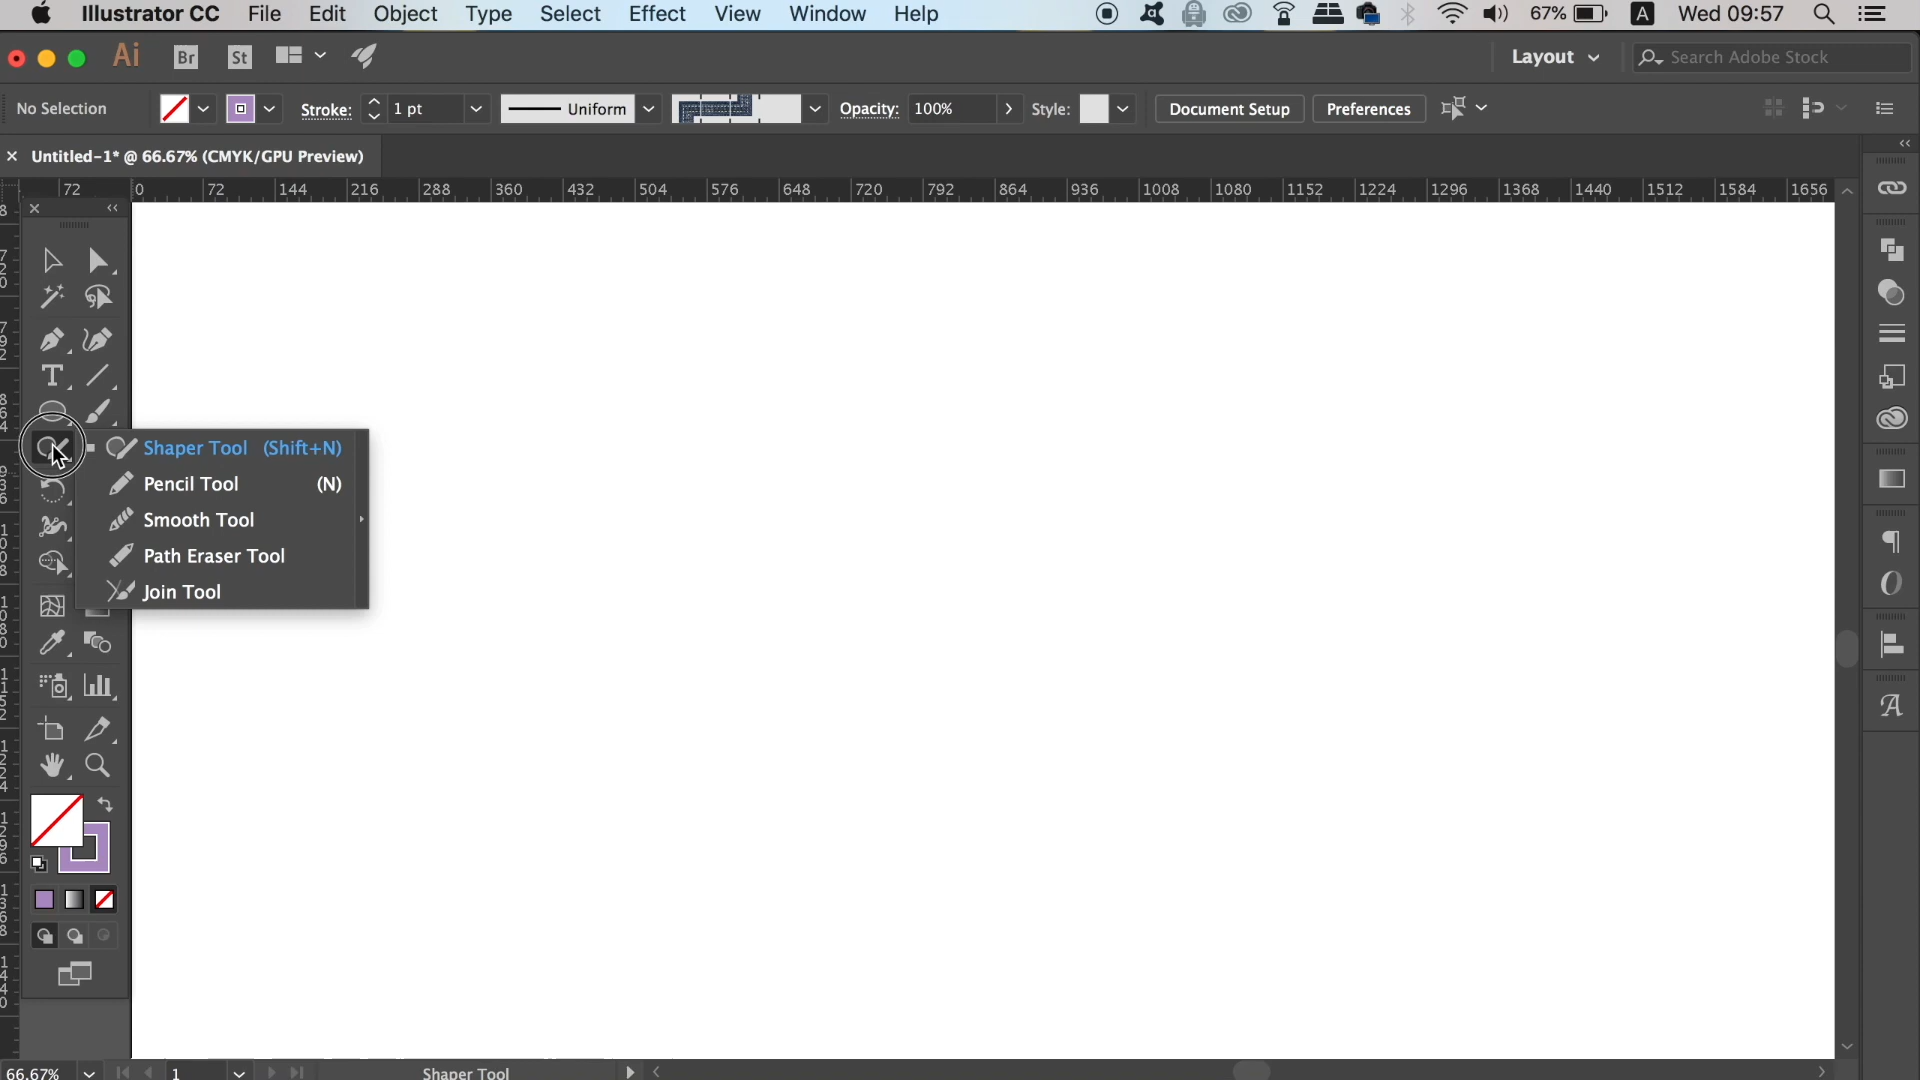 Illustrator CC File Edit Object Type Select Effect View Window Help 67% A Wed 09:57
Ai Br St Layout Search Adobe Stock
No Selection Stroke: 1 pt Uniform Opacity: 100% Style: Document Setup Preferences
Untitled-1* @ 66.67% (CMYK/GPU Preview)
72 0 72 144 216 288 360 432 504 576 648 720 792 864 936 1008 1080 1152 1224 1296 1368 1440 1512 1584 1656
Shaper Tool (Shift+N)
Pencil Tool (N)
Smooth Tool
Path Eraser Tool
Join Tool
66.67% 1 Shaper Tool